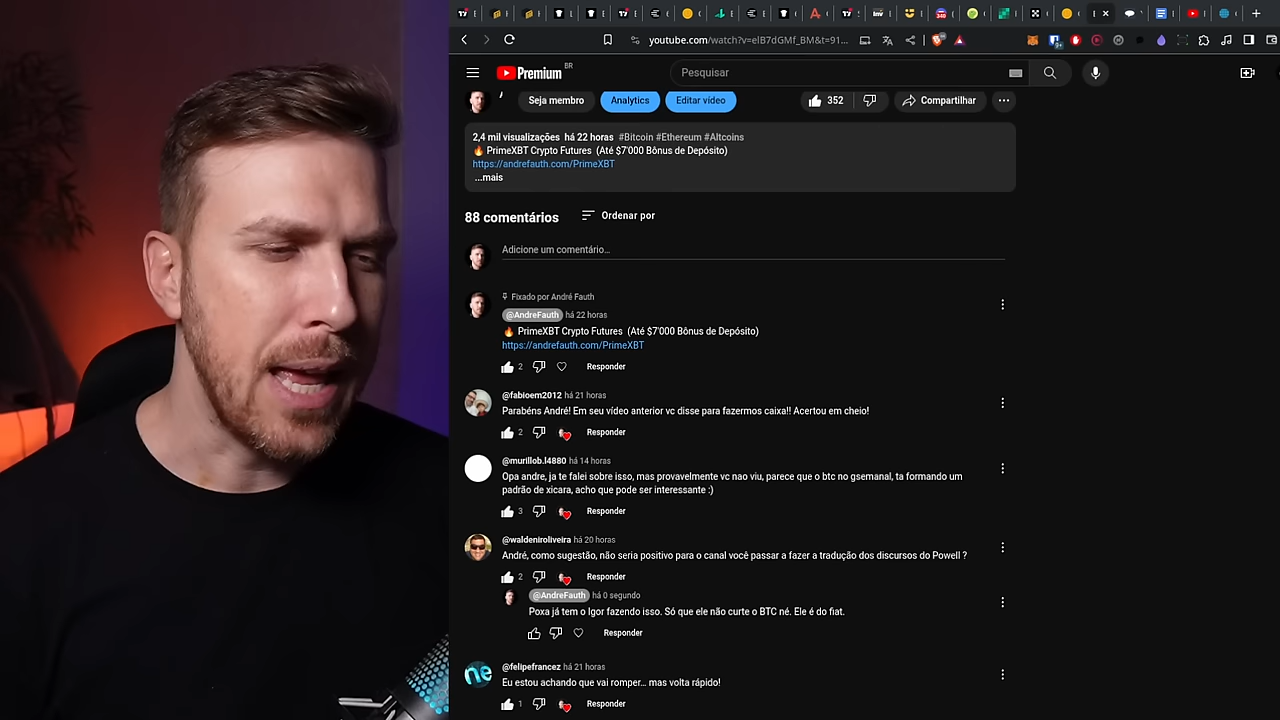 youtube.com/watch?v=elB7dGMf_BM&t=91...
Premium BR
Pesquisar
Seja membro
Analytics
Editar vídeo
352
Compartilhar
2,4 mil visualizações há 22 horas #Bitcoin #Ethereum #Altcoins
🔥 PrimeXBT Crypto Futures (Até $7'000 Bônus de Depósito)
https://andrefauth.com/PrimeXBT
...mais
88 comentários
Ordenar por
Adicione um comentário...
Fixado por André Fauth
@AndreFauth há 22 horas
🔥 PrimeXBT Crypto Futures (Até $7'000 Bônus de Depósito)
https://andrefauth.com/PrimeXBT
2
Responder
@fabioem2012 há 21 horas
Parabéns André! Em seu vídeo anterior vc disse para fazermos caixa!! Acertou em cheio!
2
Responder
@murillob.l4880 há 14 horas
Opa andre, ja te falei sobre isso, mas provavelmente vc nao viu, parece que o btc no gsemanal, ta formando um
padrão de xicara, acho que pode ser interessante :)
3
Responder
@waldeniroliveira há 20 horas
André, como sugestão, não seria positivo para o canal você passar a fazer a tradução dos discursos do Powell ?
2
Responder
@AndreFauth há 0 segundo
Poxa já tem o Igor fazendo isso. Só que ele não curte o BTC né. Ele é do fiat.
Responder
@felipefrancez há 21 horas
Eu estou achando que vai romper... mas volta rápido!
1
Responder